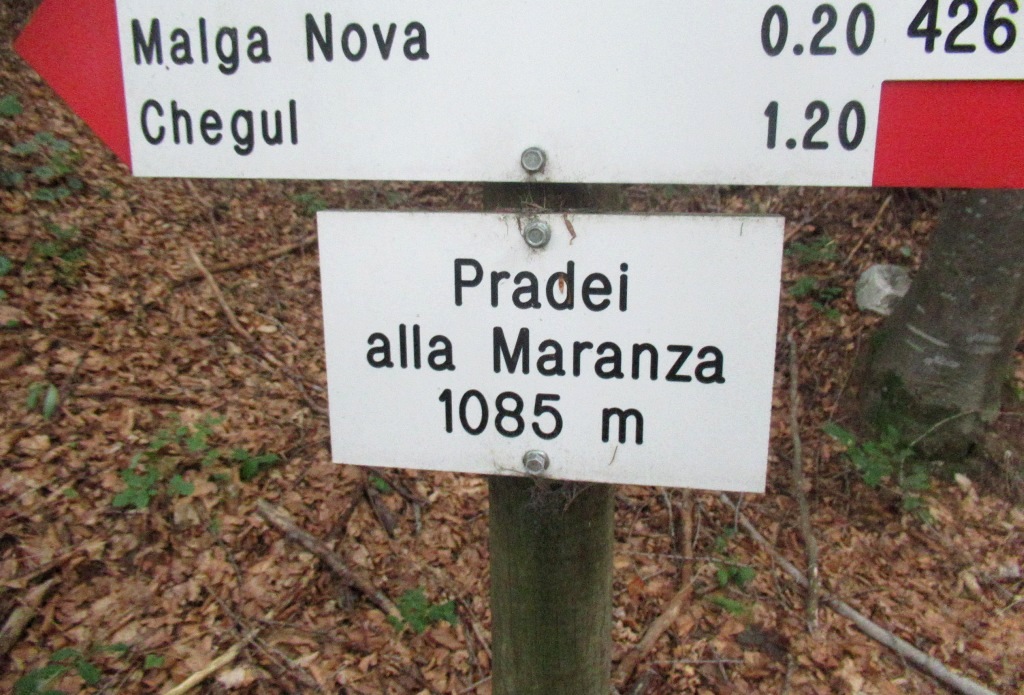 Malga Nova 0.20 426
Chegul 1.20
Pradei
alla Maranza
1085 m